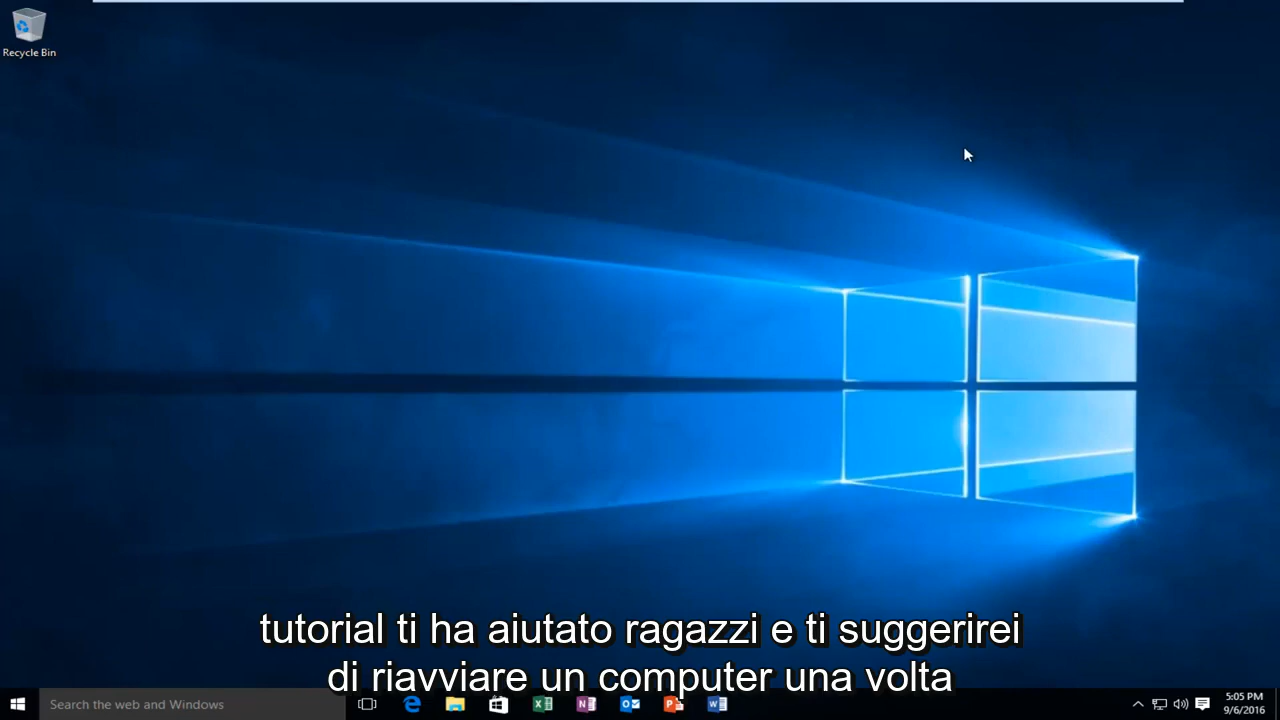 Recycle Bin
tutorial ti ha aiutato ragazzi e ti suggerirei
di riavviare un computer una volta
Search the web and Windows
5:05 PM
9/6/2016